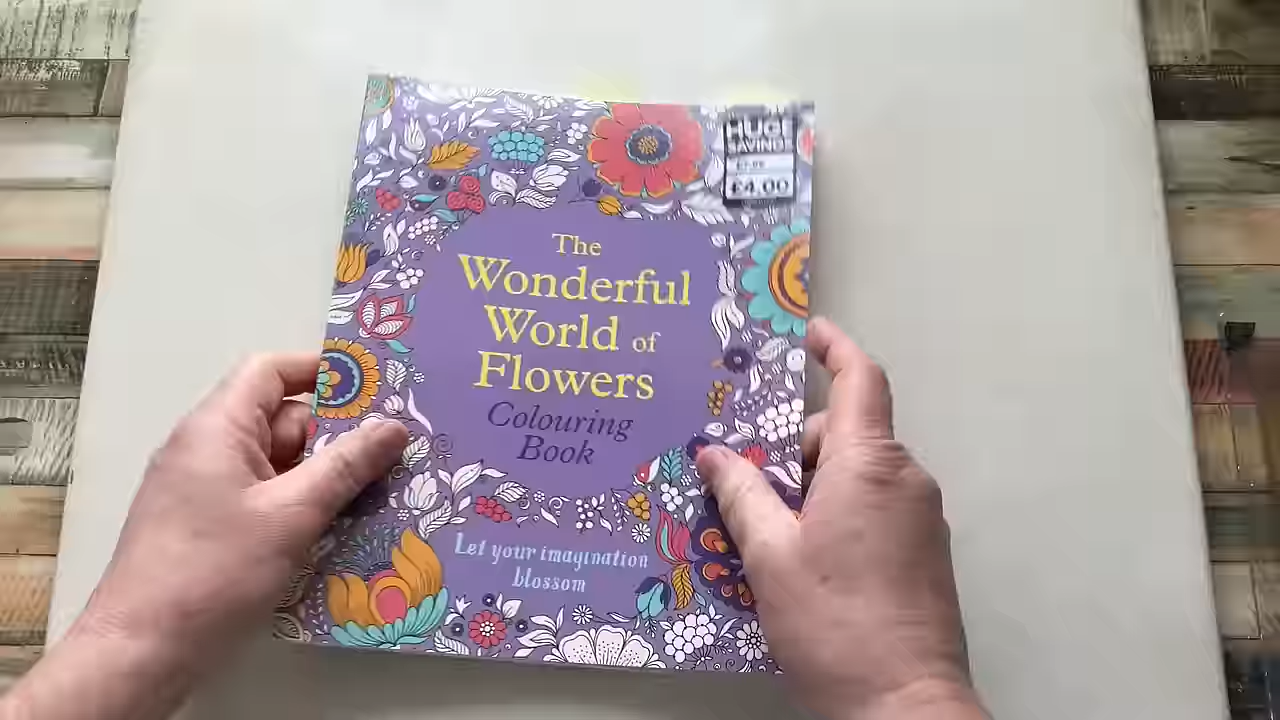 HUGE
SAVINGS
£4.00
The
Wonderful
World of
Flowers
Colouring
Book
Let your imagination
blossom